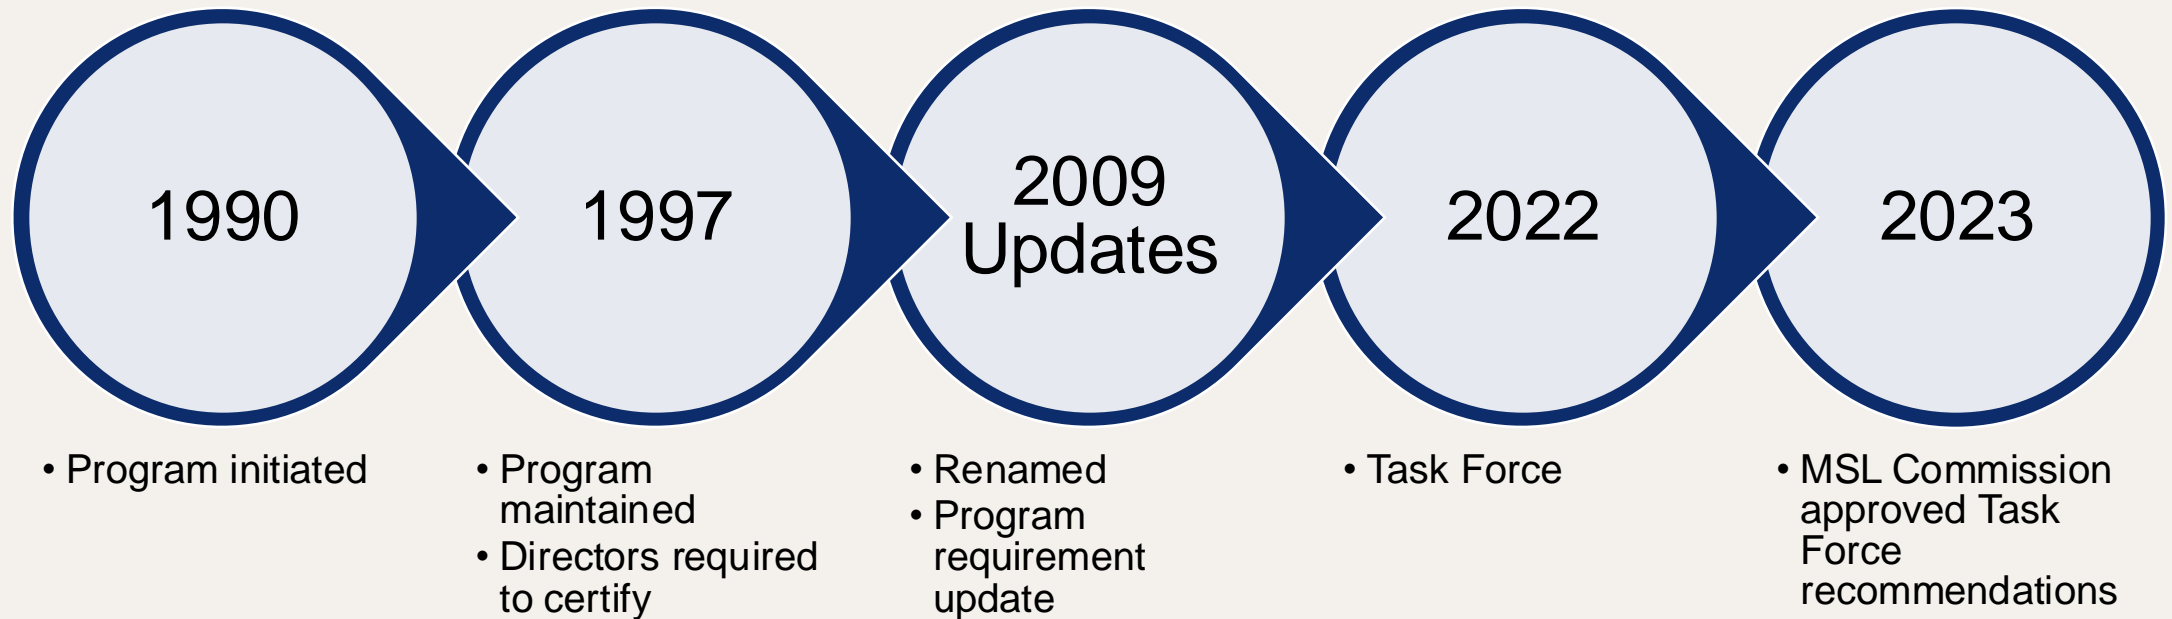 1990
1997
2009
Updates
2022
2023
• Program initiated
• Program
maintained
• Directors required
to certify
• Renamed
• Program
requirement
update
• Task Force
• MSL Commission
approved Task
Force
recommendations